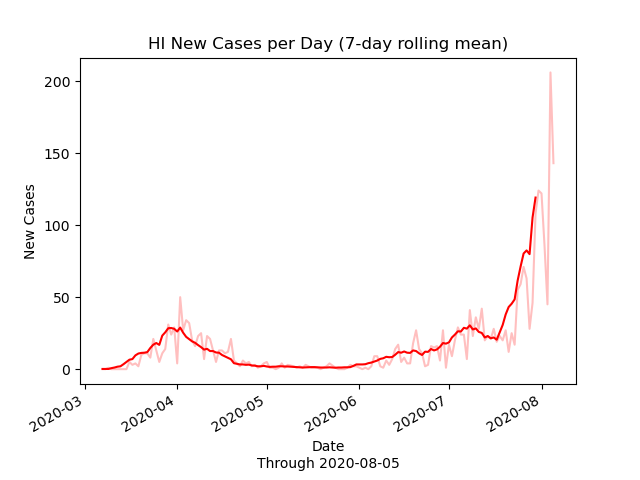 HI New Cases per Day (7-day rolling mean)
New Cases
200
150
100
50
0
2020-03
2020-04
2020-05
2020-06
2020-07
2020-08
Date
Through 2020-08-05